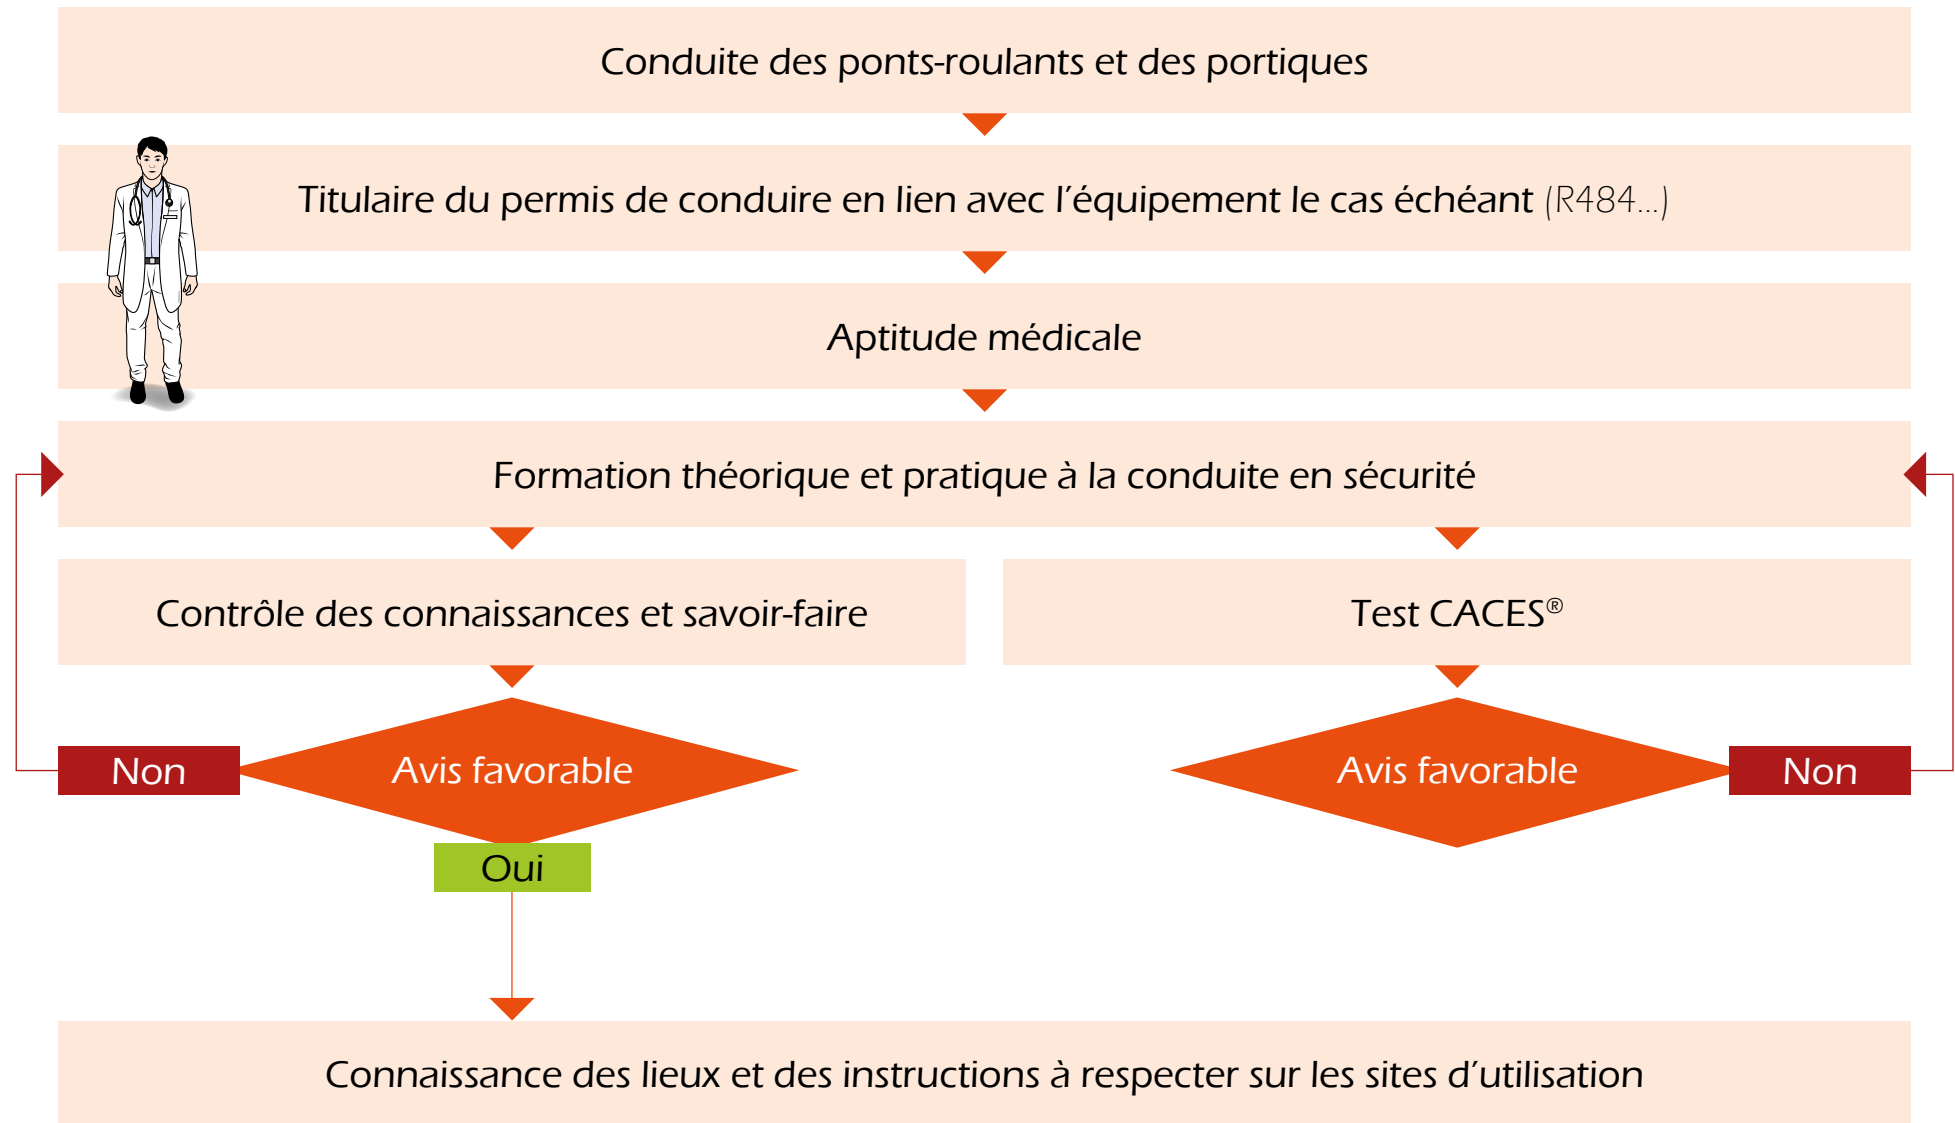 Conduite des ponts-roulants et des portiques
Titulaire du permis de conduire en lien avec l’équipement le cas échéant (R484...)
Aptitude médicale
Formation théorique et pratique à la conduite en sécurité
Contrôle des connaissances et savoir-faire
Test CACES®
Non
Avis favorable
Avis favorable
Non
Oui
Connaissance des lieux et des instructions à respecter sur les sites d’utilisation